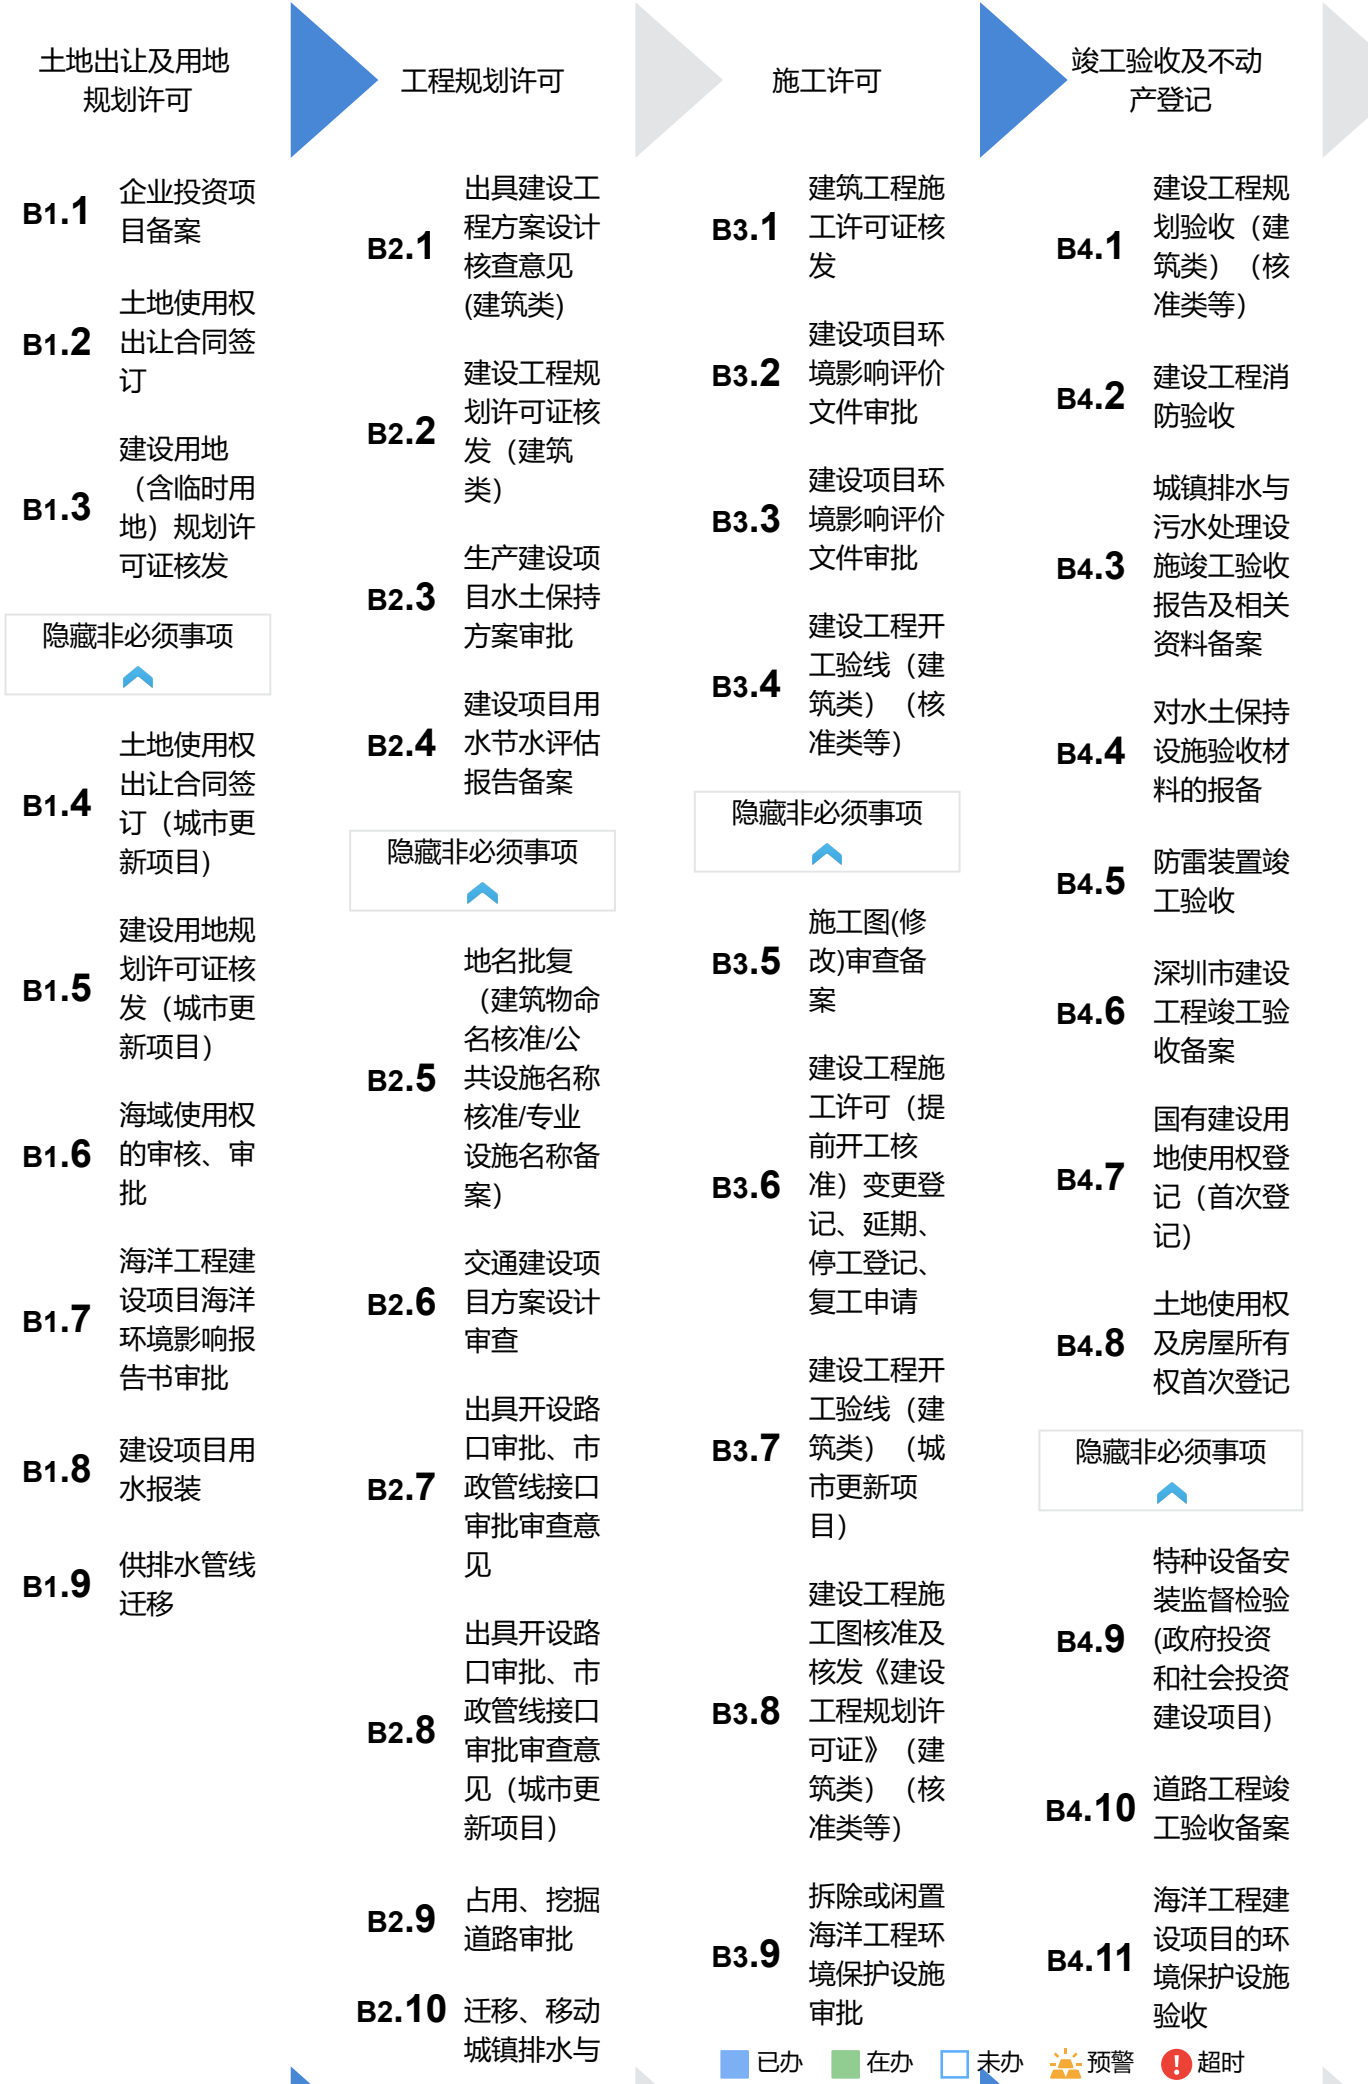 土地出让及用地
规划许可
工程规划许可
施工许可
竣工验收及不动
产登记
B1.1
企业投资项
目备案
B1.2
土地使用权
出让合同签
订
B1.3
建设用地
（含临时用
地）规划许
可证核发
隐藏非必须事项
B1.4
土地使用权
出让合同签
订（城市更
新项目)
B1.5
建设用地规
划许可证核
发（城市更
新项目）
B1.6
海域使用权
的审核、审
批
B1.7
海洋工程建
设项目海洋
环境影响报
告书审批
B1.8
建设项目用
水报装
B1.9
供排水管线
迁移
B2.1
出具建设工
程方案设计
核查意见
(建筑类)
B2.2
建设工程规
划许可证核
发（建筑
类）
B2.3
生产建设项
目水土保持
方案审批
B2.4
建设项目用
水节水评估
报告备案
隐藏非必须事项
B2.5
地名批复
（建筑物命
名核准/公
共设施名称
核准/专业
设施名称备
案）
B2.6
交通建设项
目方案设计
审查
B2.7
出具开设路
口审批、市
政管线接口
审批审查意
见
B2.8
出具开设路
口审批、市
政管线接口
审批审查意
见（城市更
新项目）
B2.9
占用、挖掘
道路审批
B2.10
迁移、移动
城镇排水与
B3.1
建筑工程施
工许可证核
发
B3.2
建设项目环
境影响评价
文件审批
B3.3
建设项目环
境影响评价
文件审批
B3.4
建设工程开
工验线（建
筑类）（核
准类等）
隐藏非必须事项
B3.5
施工图(修
改)审查备
案
B3.6
建设工程施
工许可（提
前开工核
准）变更登
记、延期、
停工登记、
复工申请
B3.7
建设工程开
工验线（建
筑类）（城
市更新项
目）
B3.8
建设工程施
工图核准及
核发《建设
工程规划许
可证》（建
筑类）（核
准类等）
B3.9
拆除或闲置
海洋工程环
境保护设施
审批
B4.1
建设工程规
划验收（建
筑类）（核
准类等）
B4.2
建设工程消
防验收
B4.3
城镇排水与
污水处理设
施竣工验收
报告及相关
资料备案
B4.4
对水土保持
设施验收材
料的报备
B4.5
防雷装置竣
工验收
B4.6
深圳市建设
工程竣工验
收备案
B4.7
国有建设用
地使用权登
记（首次登
记）
B4.8
土地使用权
及房屋所有
权首次登记
隐藏非必须事项
B4.9
特种设备安
装监督检验
(政府投资
和社会投资
建设项目)
B4.10
道路工程竣
工验收备案
B4.11
海洋工程建
设项目的环
境保护设施
验收
已办 在办 未办 预警 超时